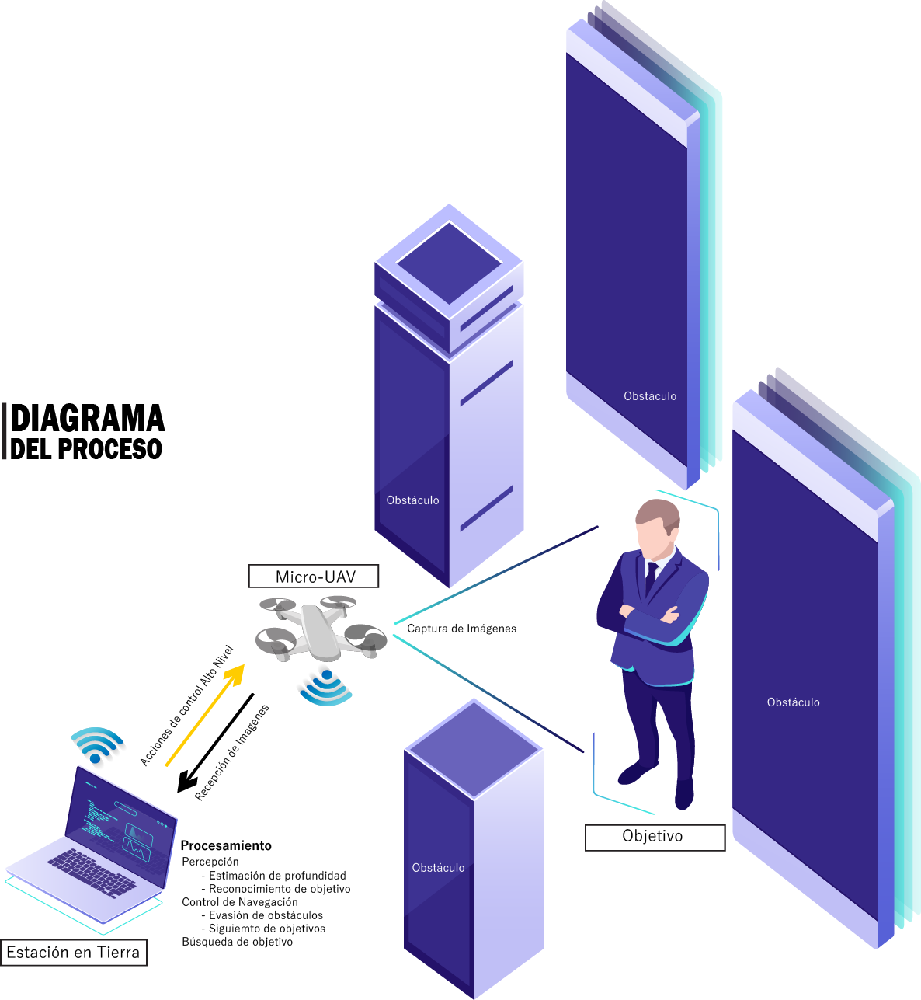 DIAGRAMA
DEL PROCESO
Obstáculo
Obstáculo
Obstáculo
Obstáculo
Micro-UAV
Captura de Imágenes
Acciones de control Alto Nivel
Recepción de Imagenes
Objetivo
Procesamiento
Percepción
- Estimación de profundidad
- Reconocimiento de objetivo
Control de Navegación
- Evasión de obstáculos
- Siguiemto de objetivos
Búsqueda de objetivo
Estación en Tierra